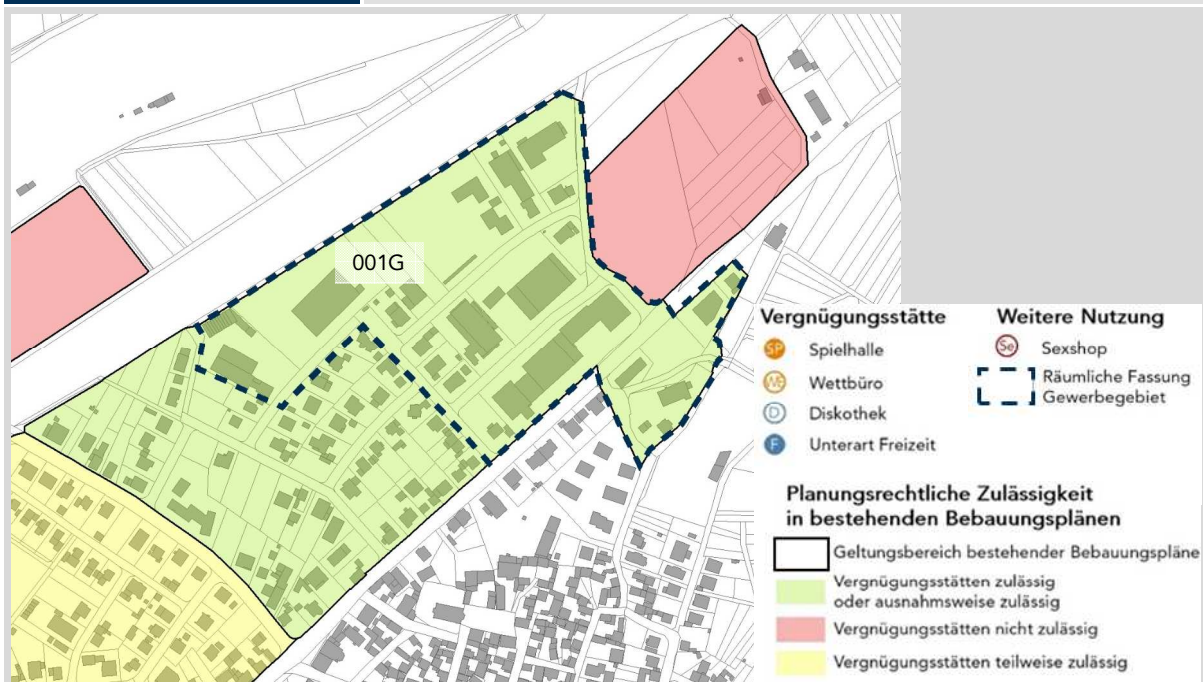 001G
Vergnügungsstätte
SP Spielhalle
WB Wettbüro
D Diskothek
F Unterart Freizeit
Weitere Nutzung
Se Sexshop
Räumliche Fassung
Gewerbegebiet
Planungsrechtliche Zulässigkeit
in bestehenden Bebauungsplänen
Geltungsbereich bestehender Bebauungspläne
Vergnügungsstätten zulässig
oder ausnahmsweise zulässig
Vergnügungsstätten nicht zulässig
Vergnügungsstätten teilweise zulässig